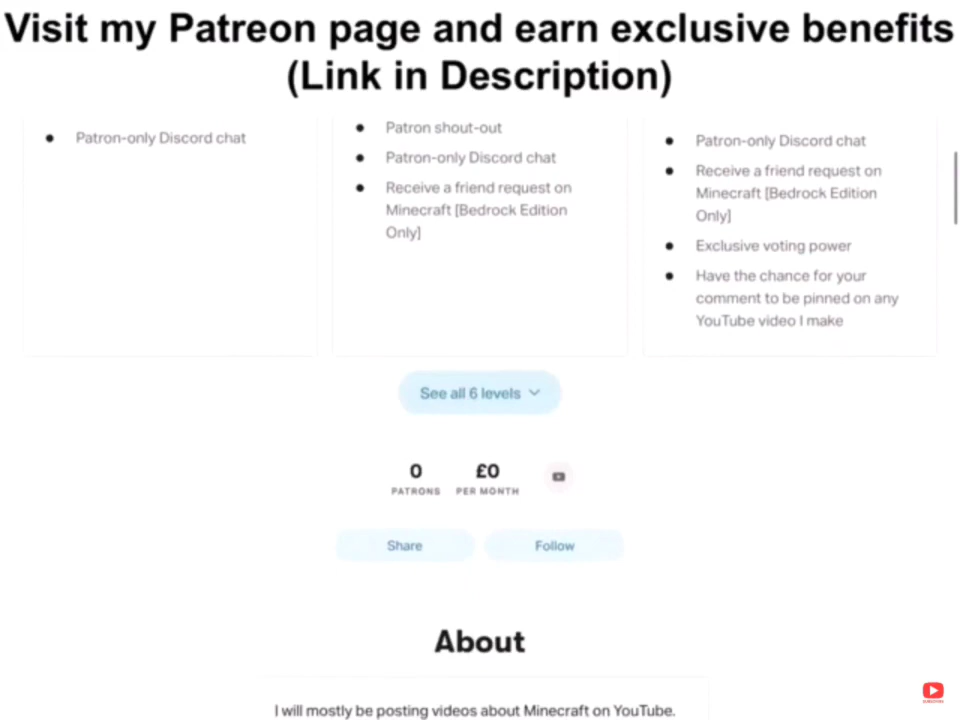 Visit my Patreon page and earn exclusive benefits
(Link in Description)
Patron-only Discord chat
Patron shout-out
Patron-only Discord chat
Receive a friend request on
Minecraft [Bedrock Edition
Only]
Patron-only Discord chat
Receive a friend request on
Minecraft [Bedrock Edition
Only]
Exclusive voting power
Have the chance for your
comment to be pinned on any
YouTube video I make
See all 6 levels
0 £0
PATRONS PER MONTH
Share Follow
About
I will mostly be posting videos about Minecraft on YouTube.
SUBSCRIBE